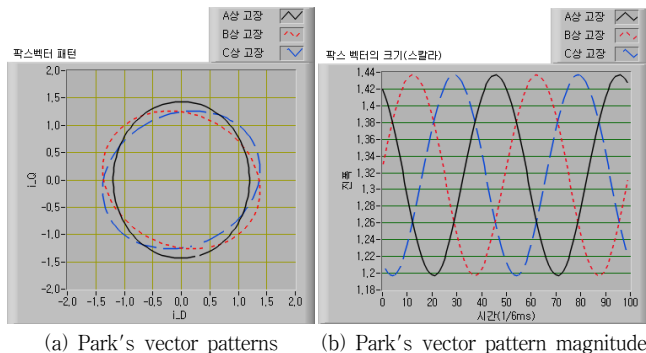 A상 고장
B상 고장
C상 고장
팍스벡터 패턴
2,0
1,5
1,0
0,5
0,0
-0,5
-1,0
-1,5
-2,0
i_Q
-2,0 -1,5 -1,0 -0,5 0,0 0,5 1,0 1,5 2,0
i_D
(a) Park's vector patterns
A상 고장
B상 고장
C상 고장
팍스 벡터의 크기(스칼라)
1,44
1,42
1,4
1,38
1,36
1,34
1,32
1,3
1,28
1,26
1,24
1,22
1,2
1,18
진폭
0 10 20 30 40 50 60 70 80 90 100
시간(1/6ms)
(b) Park's vector pattern magnitude